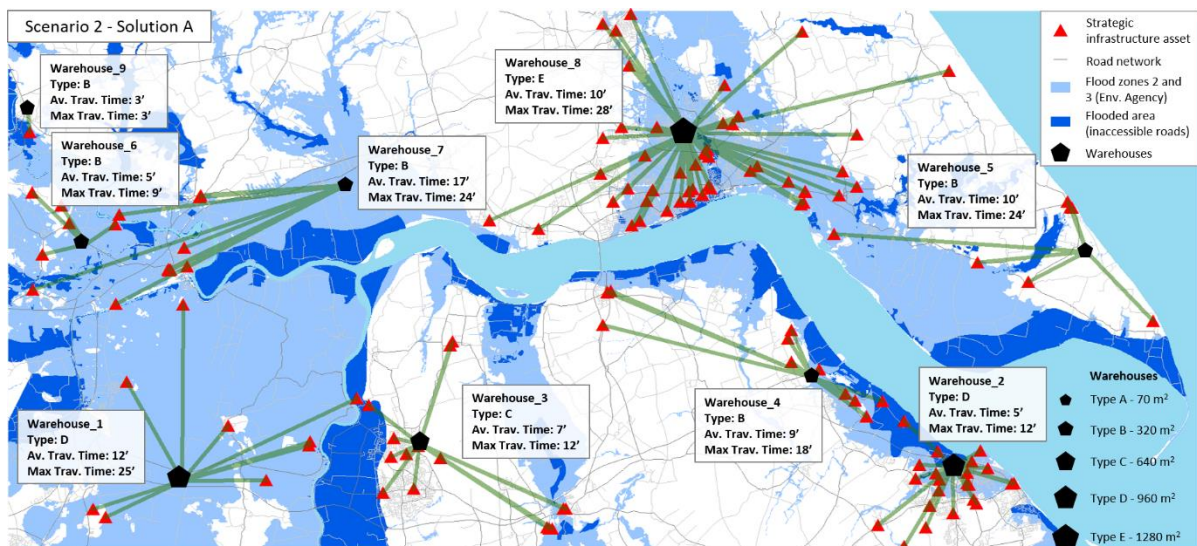 Scenario 2 - Solution A
Warehouse_9
Type: B
Av. Trav. Time: 3’
Max Trav. Time: 3’
Warehouse_6
Type: B
Av. Trav. Time: 5’
Max Trav. Time: 9’
Warehouse_7
Type: B
Av. Trav. Time: 17’
Max Trav. Time: 24’
Warehouse_8
Type: E
Av. Trav. Time: 10’
Max Trav. Time: 28’
Warehouse_5
Type: B
Av. Trav. Time: 10’
Max Trav. Time: 24’
Strategic
infrastructure asset
Road network
Flood zones 2 and
3 (Env. Agency)
Flooded area
(inaccessible roads)
Warehouses
Warehouse_1
Type: D
Av. Trav. Time: 12’
Max Trav. Time: 25’
Warehouse_3
Type: C
Av. Trav. Time: 7’
Max Trav. Time: 12’
Warehouse_4
Type: B
Av. Trav. Time: 9’
Max Trav. Time: 18’
Warehouse_2
Type: D
Av. Trav. Time: 5’
Max Trav. Time: 12’
Warehouses
Type A - 70 m²
Type B - 320 m²
Type C - 640 m²
Type D - 960 m²
Type E - 1280 m²